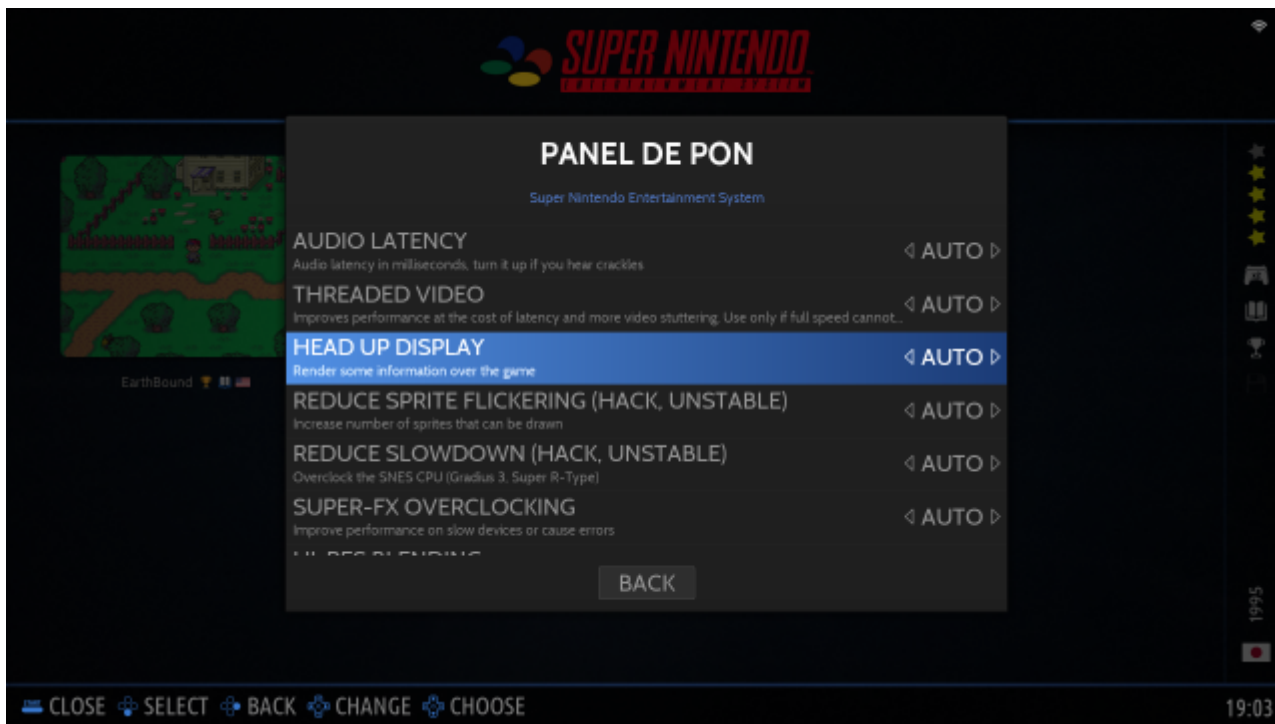 SUPER NINTENDO
ENTERTAINMENT SYSTEM
PANEL DE PON
Super Nintendo Entertainment System
AUDIO LATENCY
Audio latency in milliseconds, turn it up if you hear crackles
AUTO
THREADED VIDEO
Improves performance at the cost of latency and more video stuttering. Use only if full speed cannot...
AUTO
HEAD UP DISPLAY
Render some information over the game
AUTO
REDUCE SPRITE FLICKERING (HACK, UNSTABLE)
Increase number of sprites that can be drawn
AUTO
REDUCE SLOWDOWN (HACK, UNSTABLE)
Overclock the SNES CPU (Gradius 3, Super R-Type)
AUTO
SUPER-FX OVERCLOCKING
Improve performance on slow devices or cause errors
AUTO
BACK
EarthBound
1995
CLOSE SELECT BACK CHANGE CHOOSE
19:03